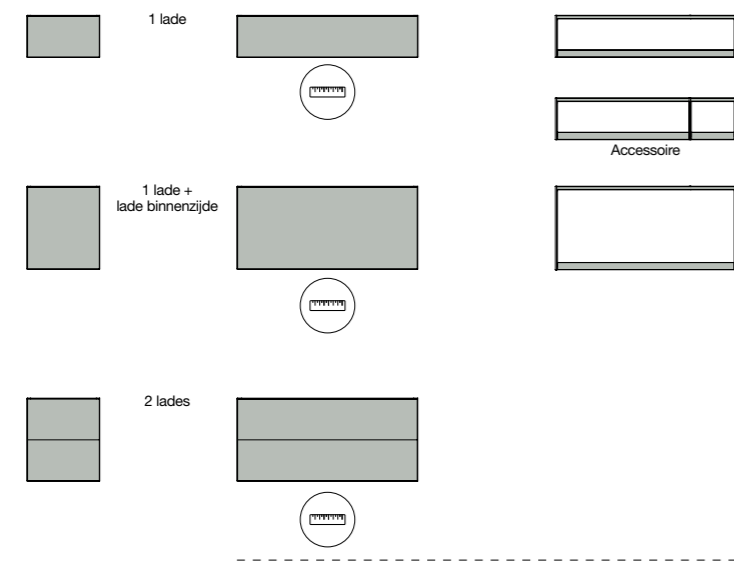 1 lade
Accessoire
1 lade +
lade binnenzijde
2 lades